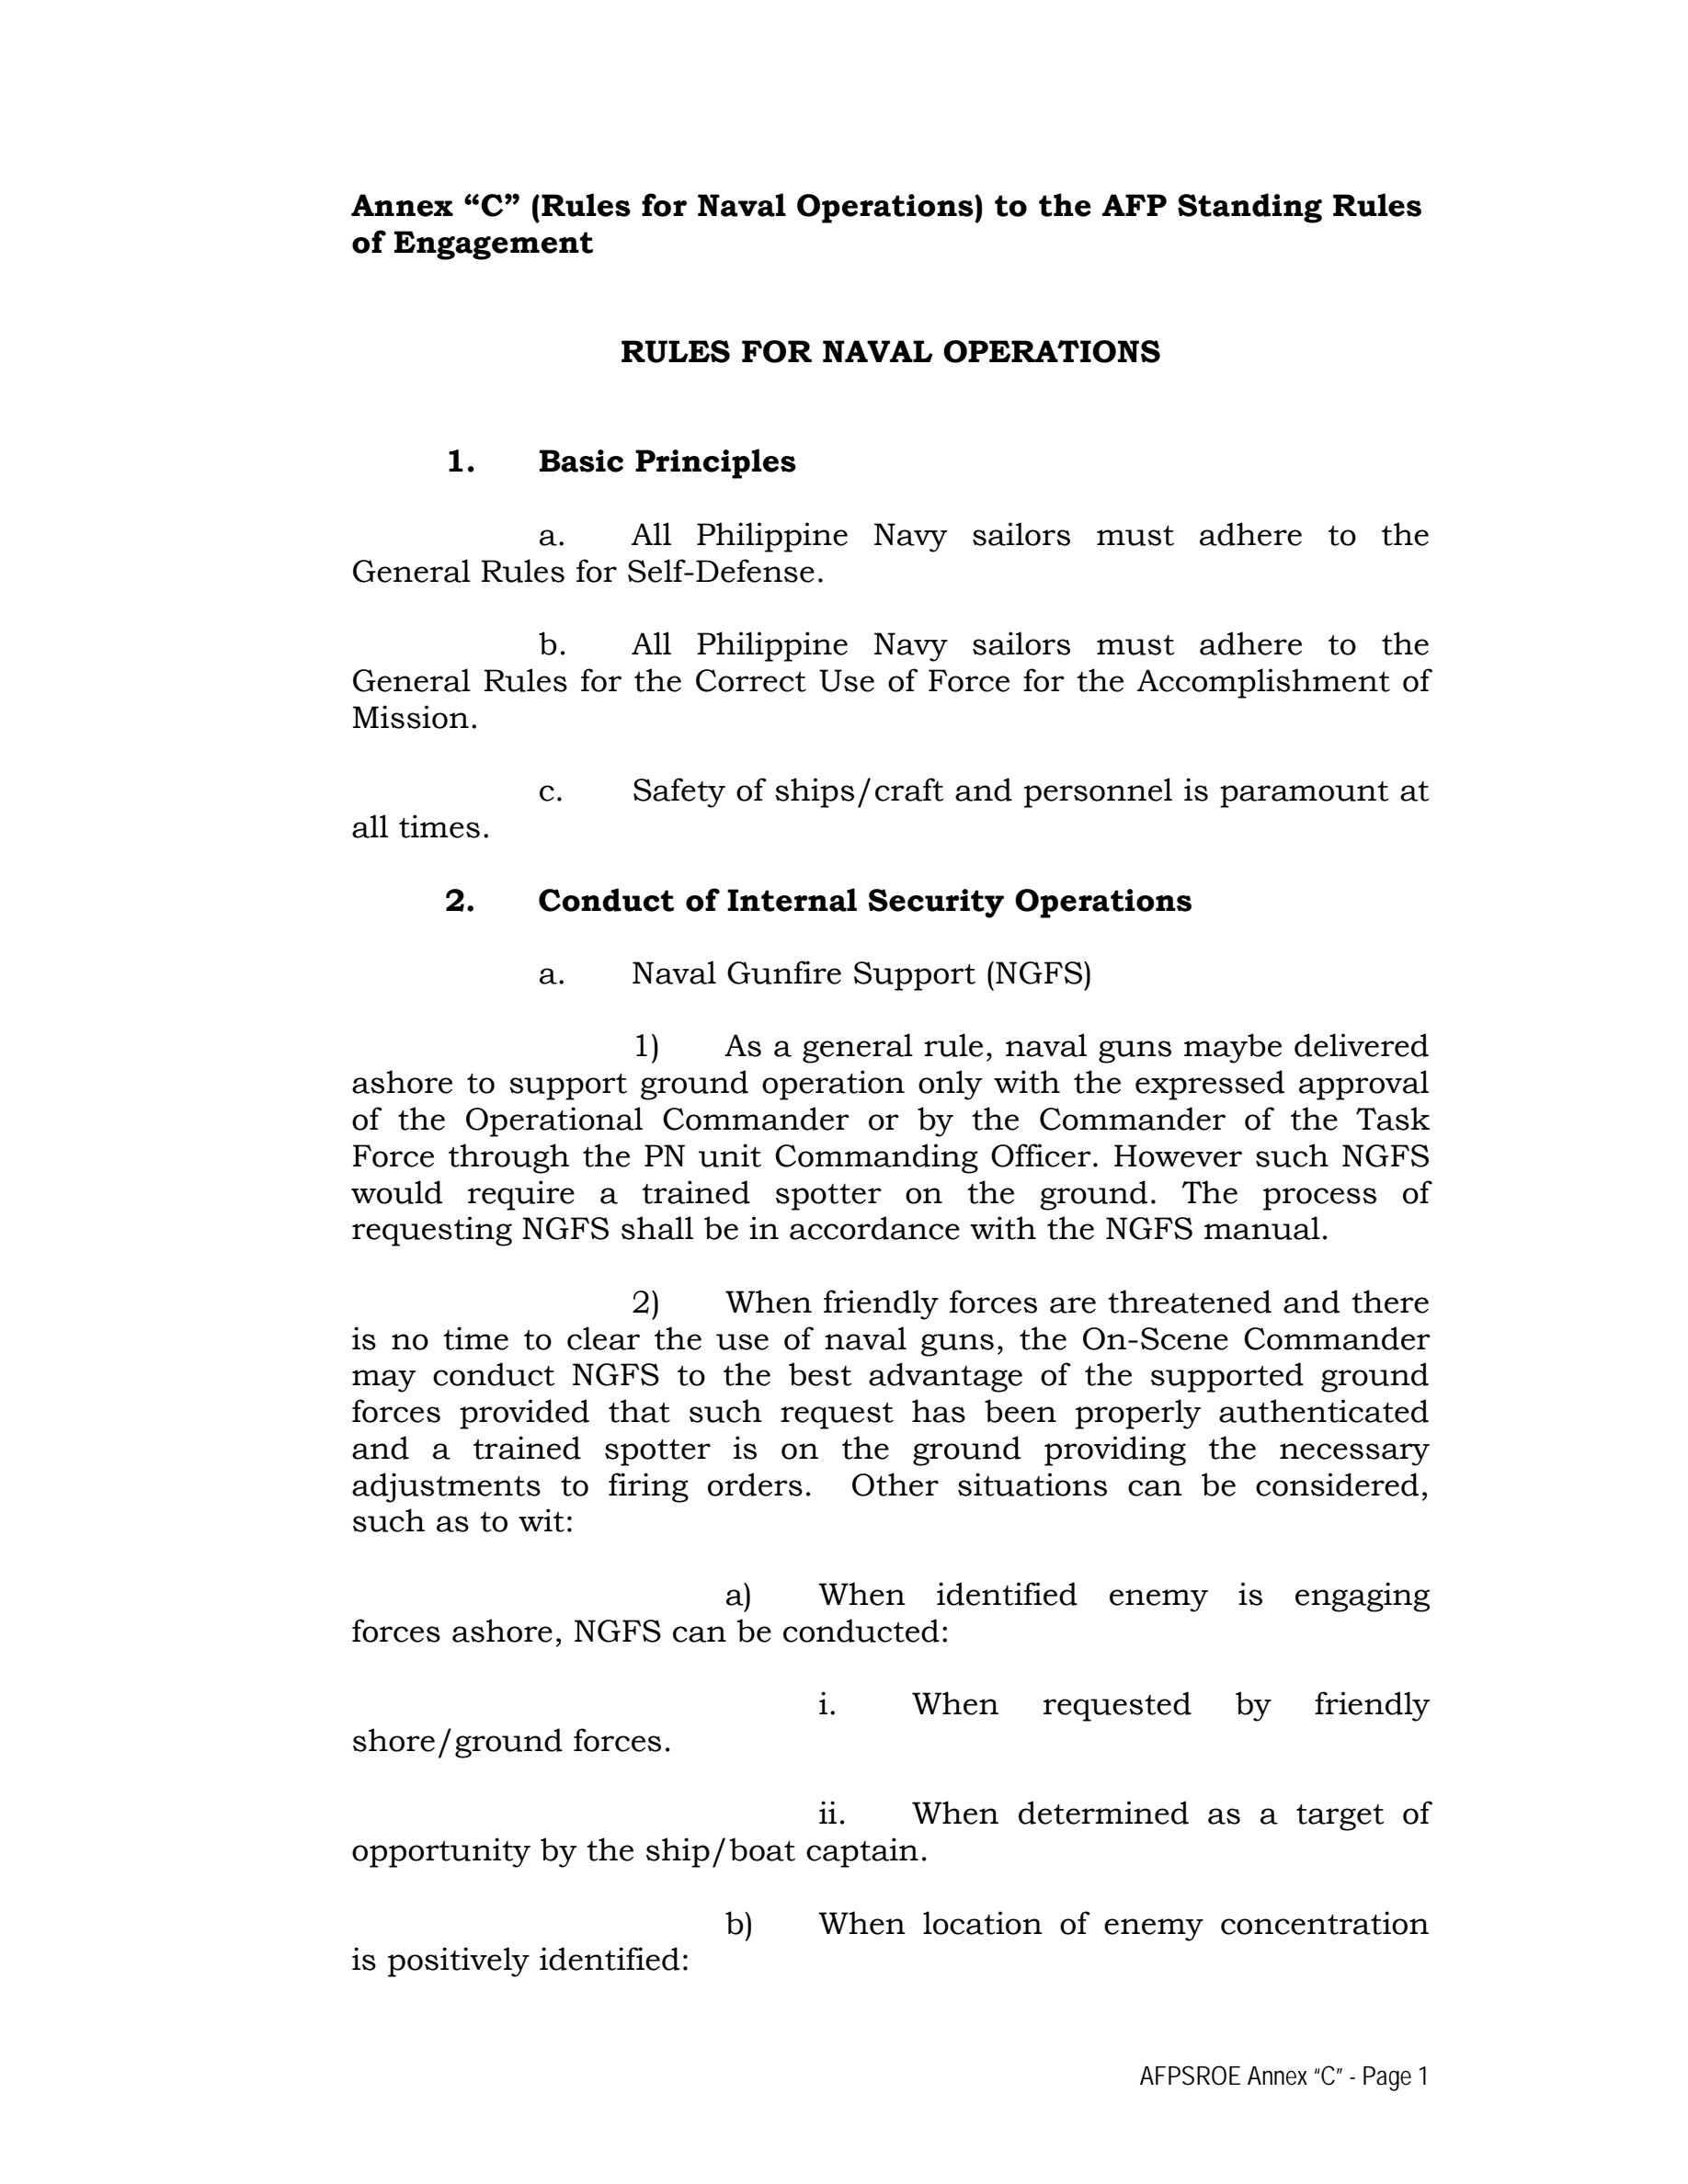 Annex “C” (Rules for Naval Operations) to the AFP Standing Rules
of Engagement
RULES FOR NAVAL OPERATIONS
1. Basic Principles
a. All Philippine Navy sailors must adhere to the
General Rules for Self-Defense.
b. All Philippine Navy sailors must adhere to the
General Rules for the Correct Use of Force for the Accomplishment of
Mission.
c. Safety of ships/craft and personnel is paramount at
all times.
2. Conduct of Internal Security Operations
a. Naval Gunfire Support (NGFS)
1) As a general rule, naval guns maybe delivered
ashore to support ground operation only with the expressed approval
of the Operational Commander or by the Commander of the Task
Force through the PN unit Commanding Officer. However such NGFS
would require a trained spotter on the ground. The process of
requesting NGFS shall be in accordance with the NGFS manual.
2) When friendly forces are threatened and there
is no time to clear the use of naval guns, the On-Scene Commander
may conduct NGFS to the best advantage of the supported ground
forces provided that such request has been properly authenticated
and a trained spotter is on the ground providing the necessary
adjustments to firing orders. Other situations can be considered,
such as to wit:
a) When identified enemy is engaging
forces ashore, NGFS can be conducted:
i. When requested by friendly
shore/ground forces.
ii. When determined as a target of
opportunity by the ship/boat captain.
b) When location of enemy concentration
is positively identified:
AFPSROE Annex “C” - Page 1